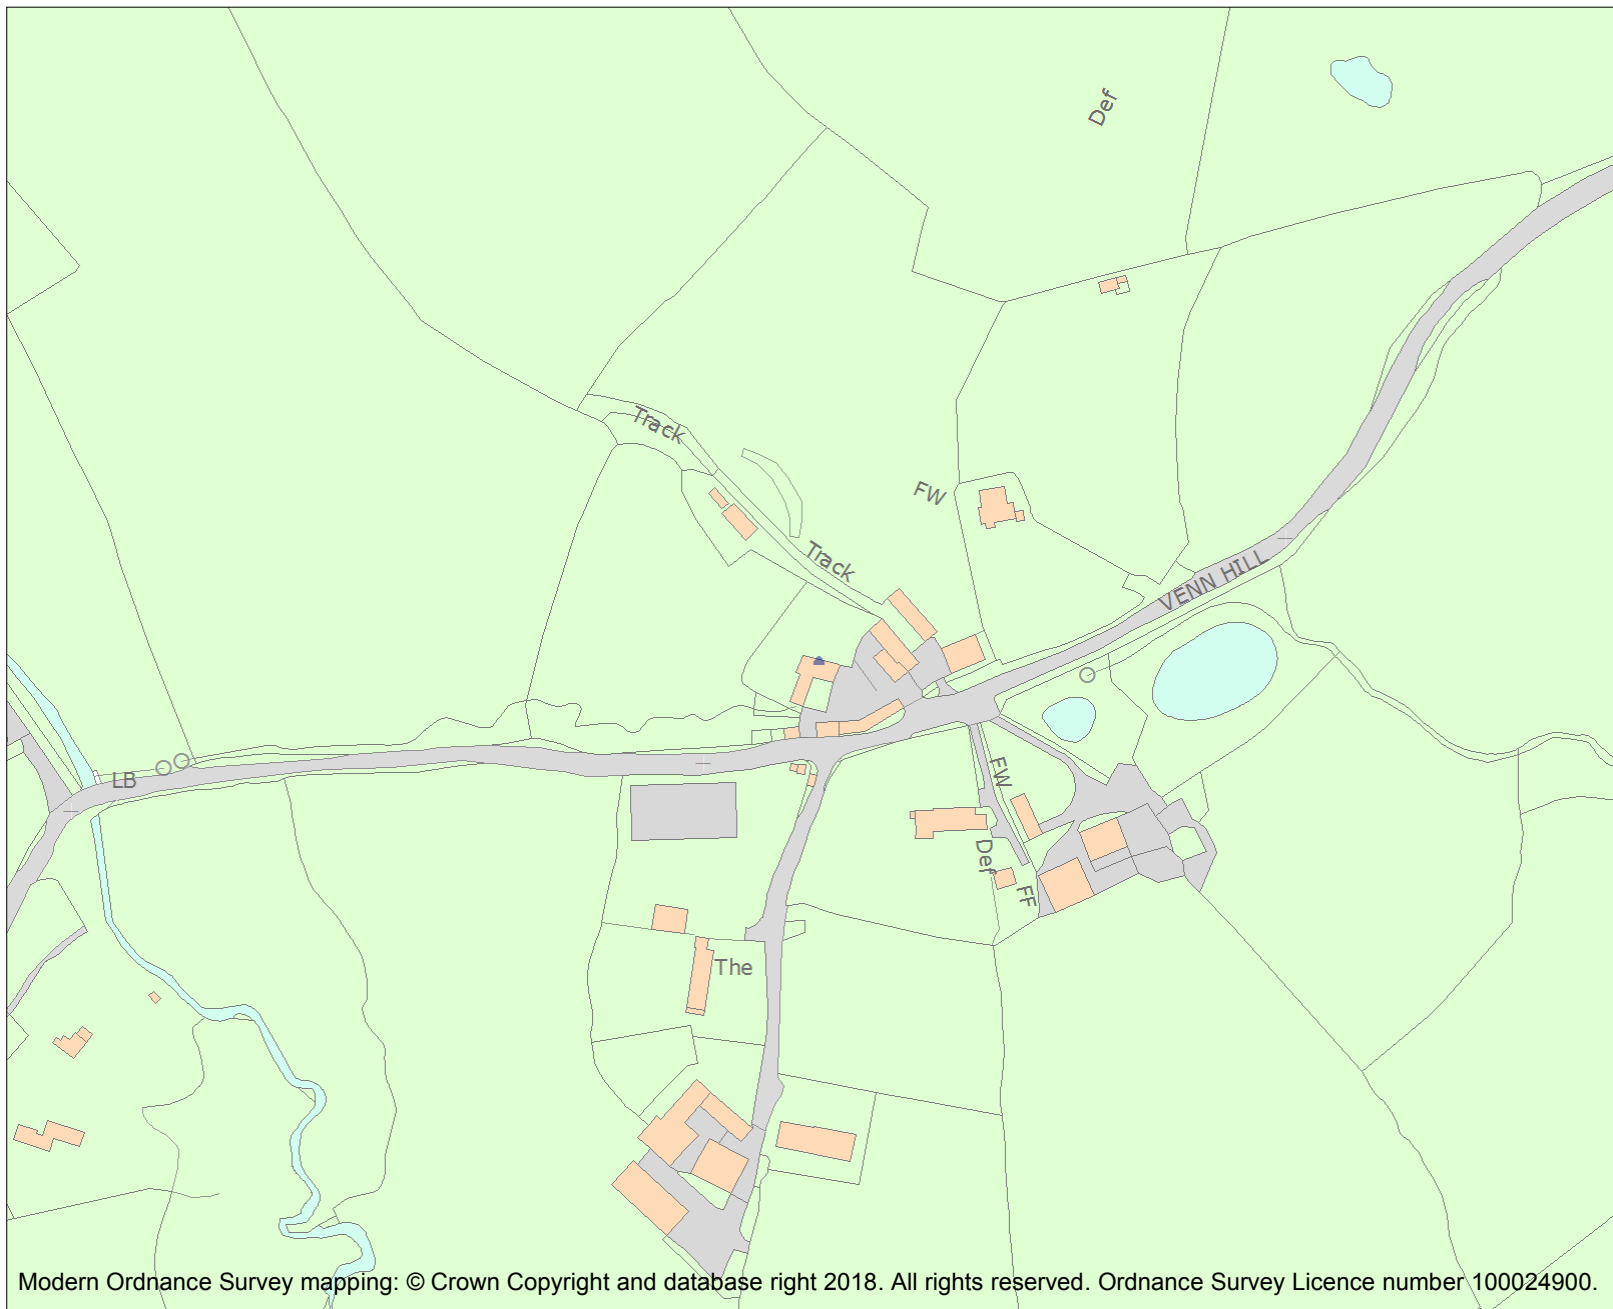 Def
Track
FW
Track
VENN HILL
FW
LB
Def
FF
The
Modern Ordnance Survey mapping: © Crown Copyright and database right 2018. All rights reserved. Ordnance Survey Licence number 100024900.